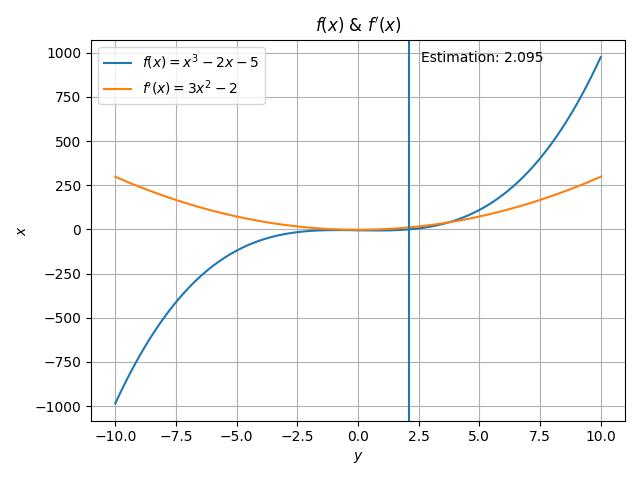 f(x) & f′(x)
f(x) = x³ − 2x − 5
f′(x) = 3x² − 2
Estimation: 2.095
1000
750
500
250
0
−250
−500
−750
−1000
x
−10.0 −7.5 −5.0 −2.5 0.0 2.5 5.0 7.5 10.0
y